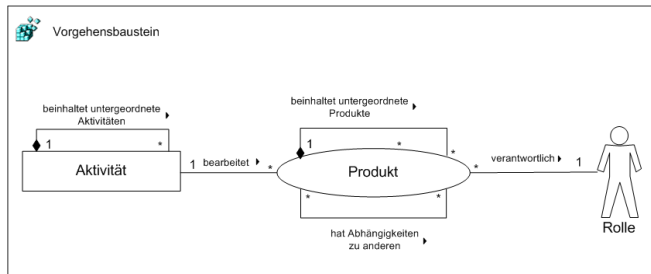 Vorgehensbaustein
beinhaltet untergeordnete
Aktivitäten
1
*
Aktivität
1
bearbeitet
*
beinhaltet untergeordnete
Produkte
1
*
*
Produkt
*
*
hat Abhängigkeiten
zu anderen
*
verantwortlich
1
Rolle